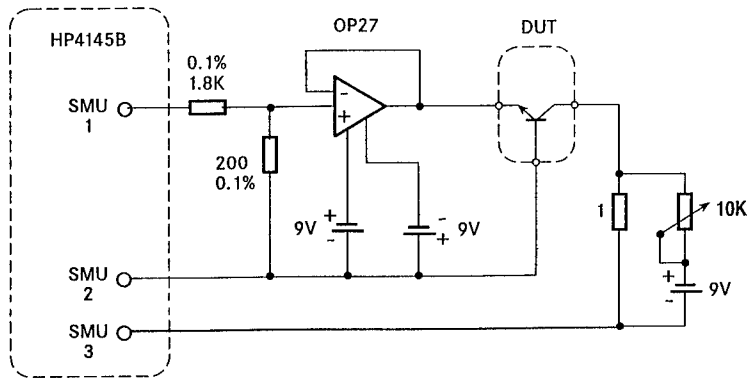 HP4145B
OP27
DUT
0.1%
1.8K
SMU
1
-
+
200
0.1%
+
-
9V
-
+
9V
1
10K
SMU
2
+
-
9V
SMU
3